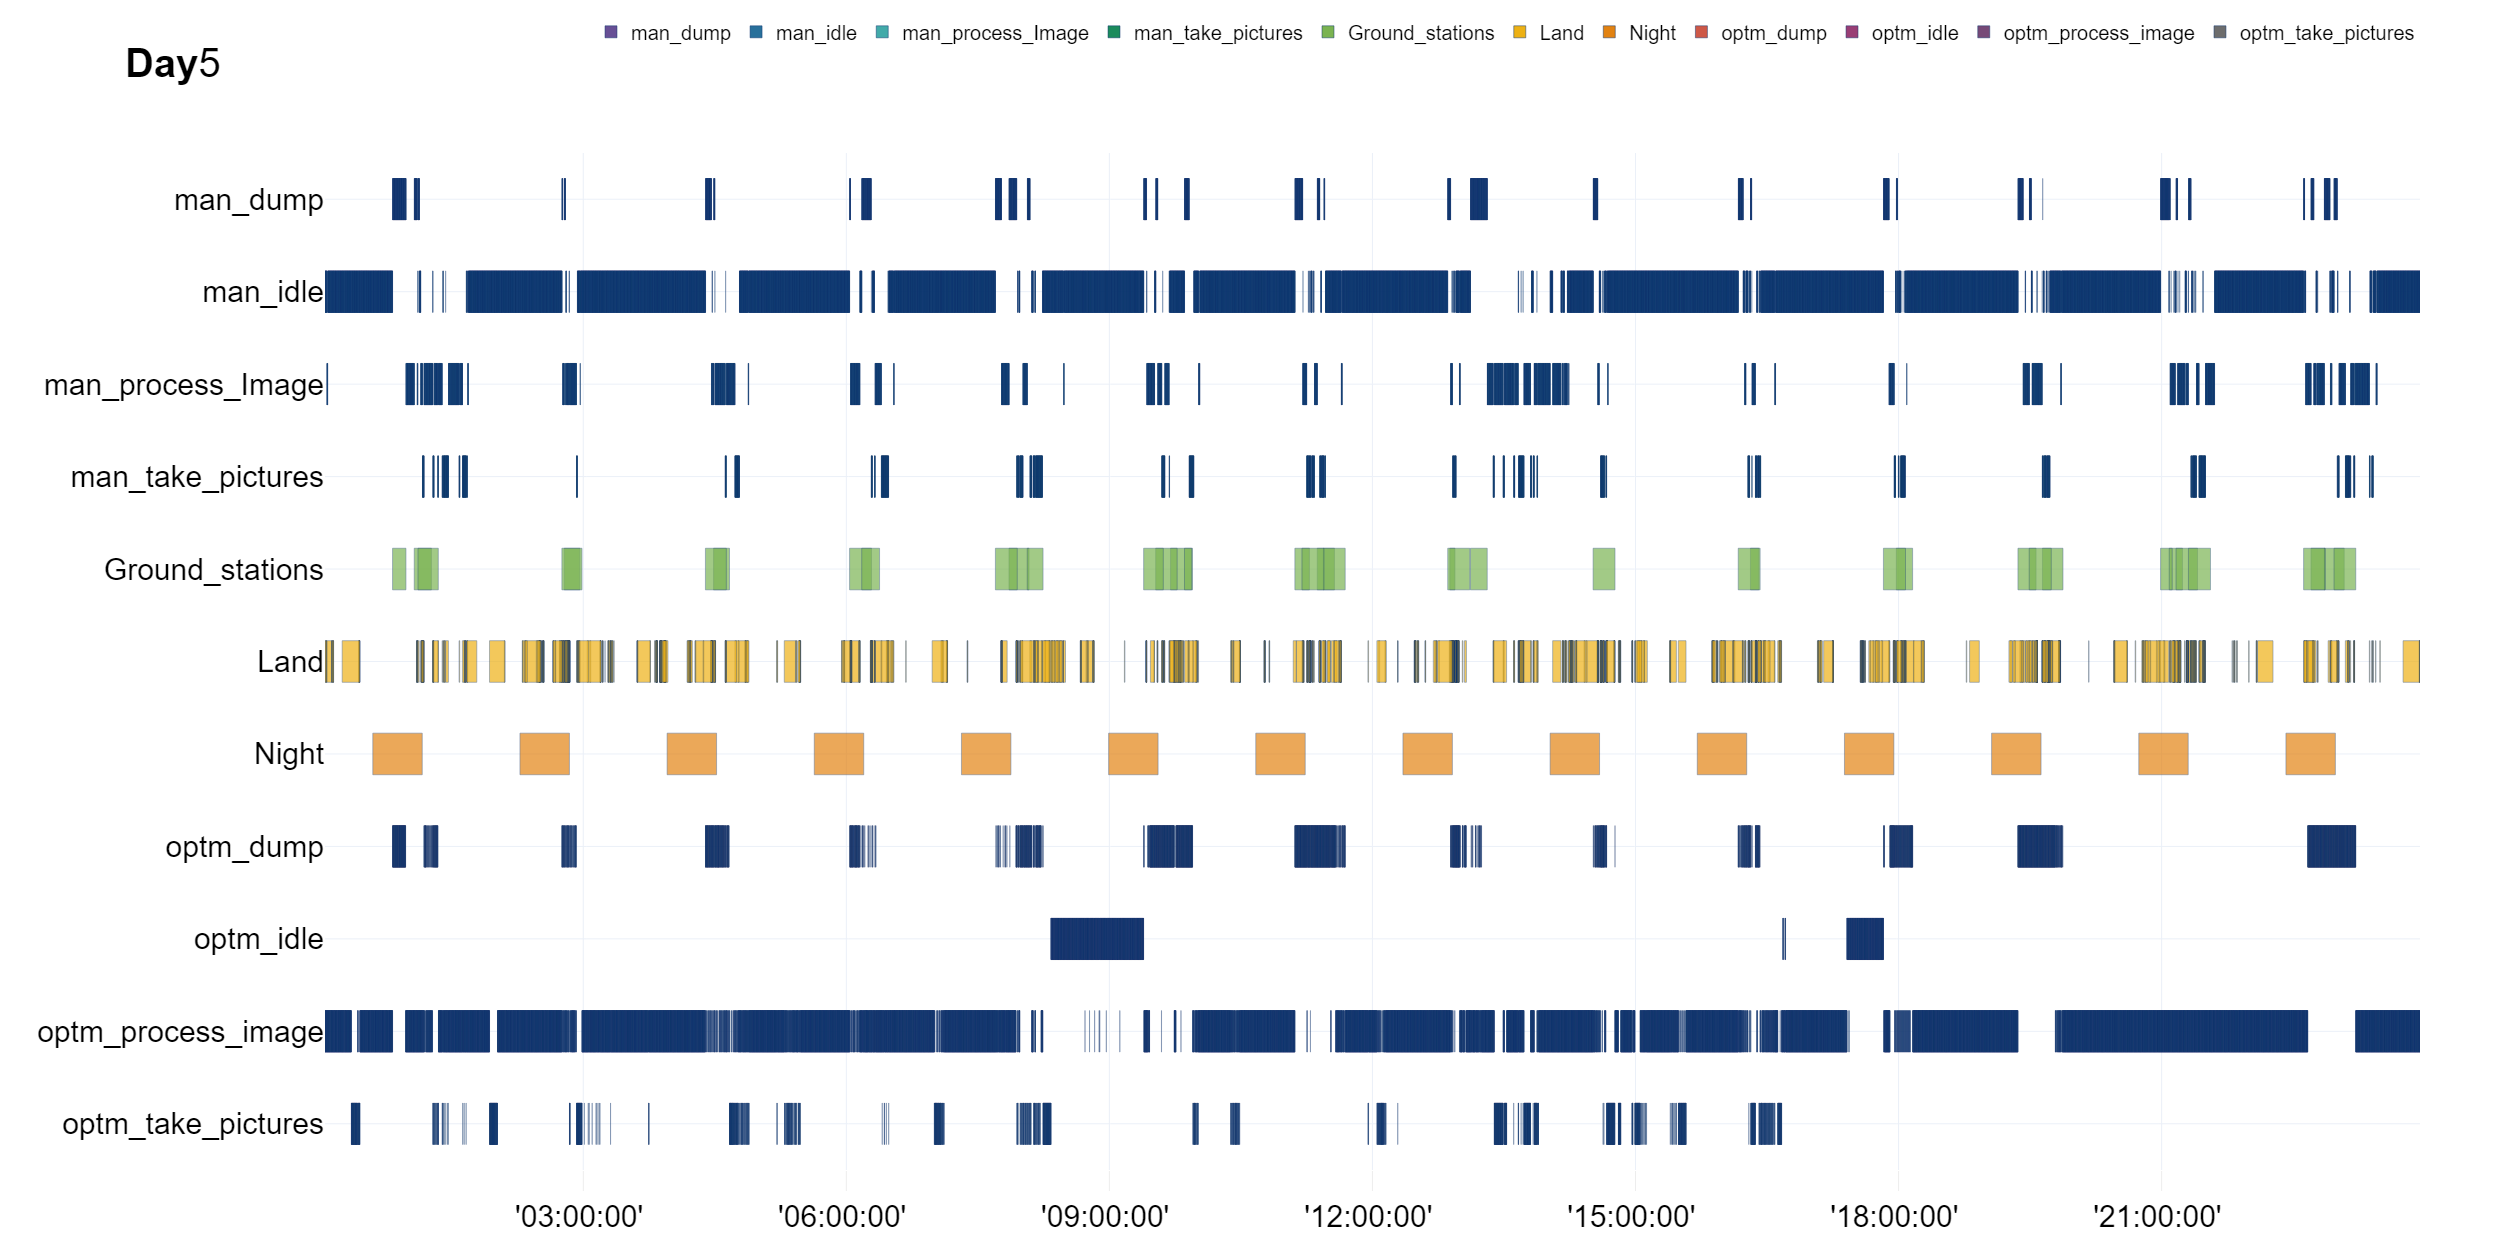 man_dump man_idle man_process_Image man_take_pictures Ground_stations Land Night optm_dump optm_idle optm_process_image optm_take_pictures
Day5
man_dump
man_idle
man_process_Image
man_take_pictures
Ground_stations
Land
Night
optm_dump
optm_idle
optm_process_image
optm_take_pictures
'03:00:00' '06:00:00' '09:00:00' '12:00:00' '15:00:00' '18:00:00' '21:00:00'